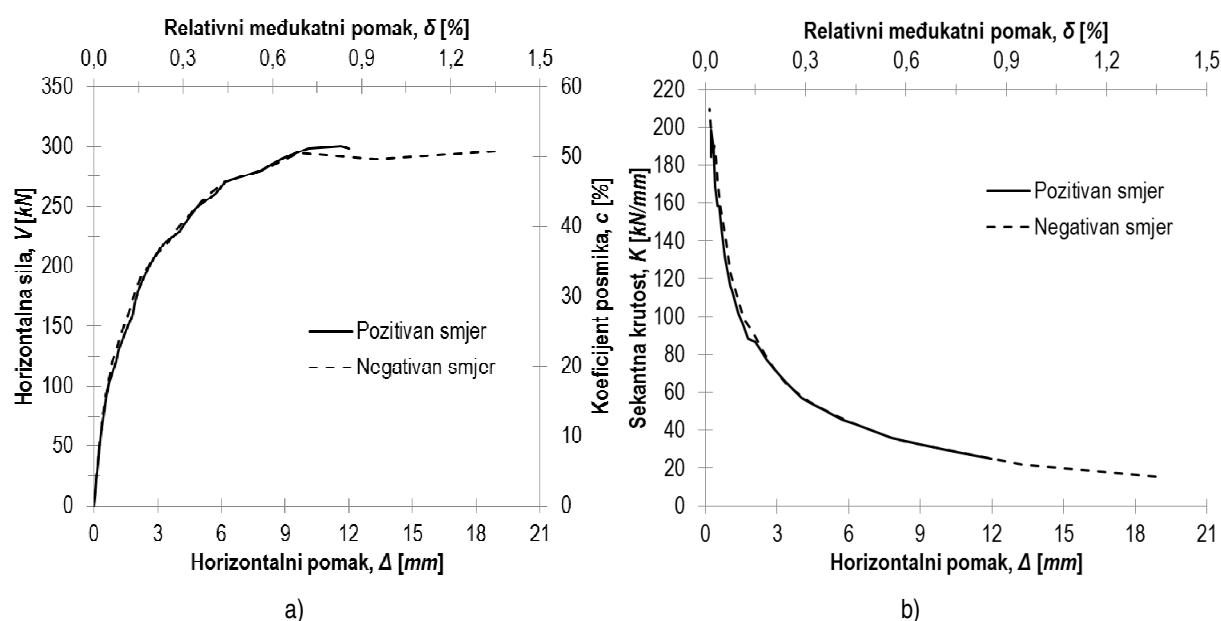 Relativni međukatni pomak, δ [%]
0,0 0,3 0,6 0,9 1,2 1,5
350
300
250
200
150
100
50
0
Horizontalna sila, V [kN]
60
50
40
30
20
10
0
Koeficijent posmika, c [%]
Pozitivan smjer
Negativan smjer
0 3 6 9 12 15 18 21
Horizontalni pomak, Δ [mm]
a)
Relativni međukatni pomak, δ [%]
0,0 0,3 0,6 0,9 1,2 1,5
220
200
180
160
140
120
100
80
60
40
20
0
Sekantna krutost, K [kN/mm]
Pozitivan smjer
Negativan smjer
0 3 6 9 12 15 18 21
Horizontalni pomak, Δ [mm]
b)